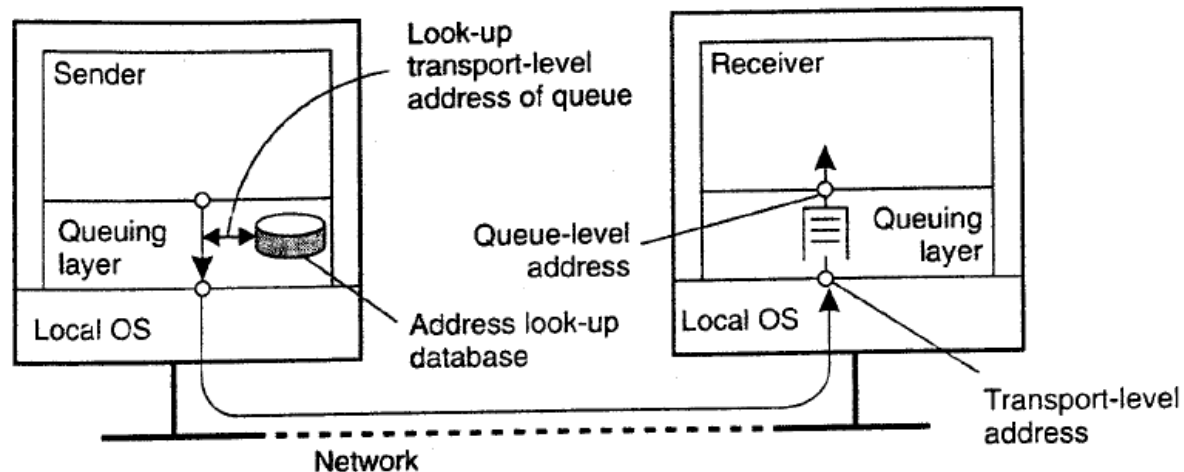 Sender
Look-up
transport-level
address of queue
Receiver
Queuing
layer
Queue-level
address
Queuing
layer
Local OS
Address look-up
database
Local OS
Transport-level
address
Network